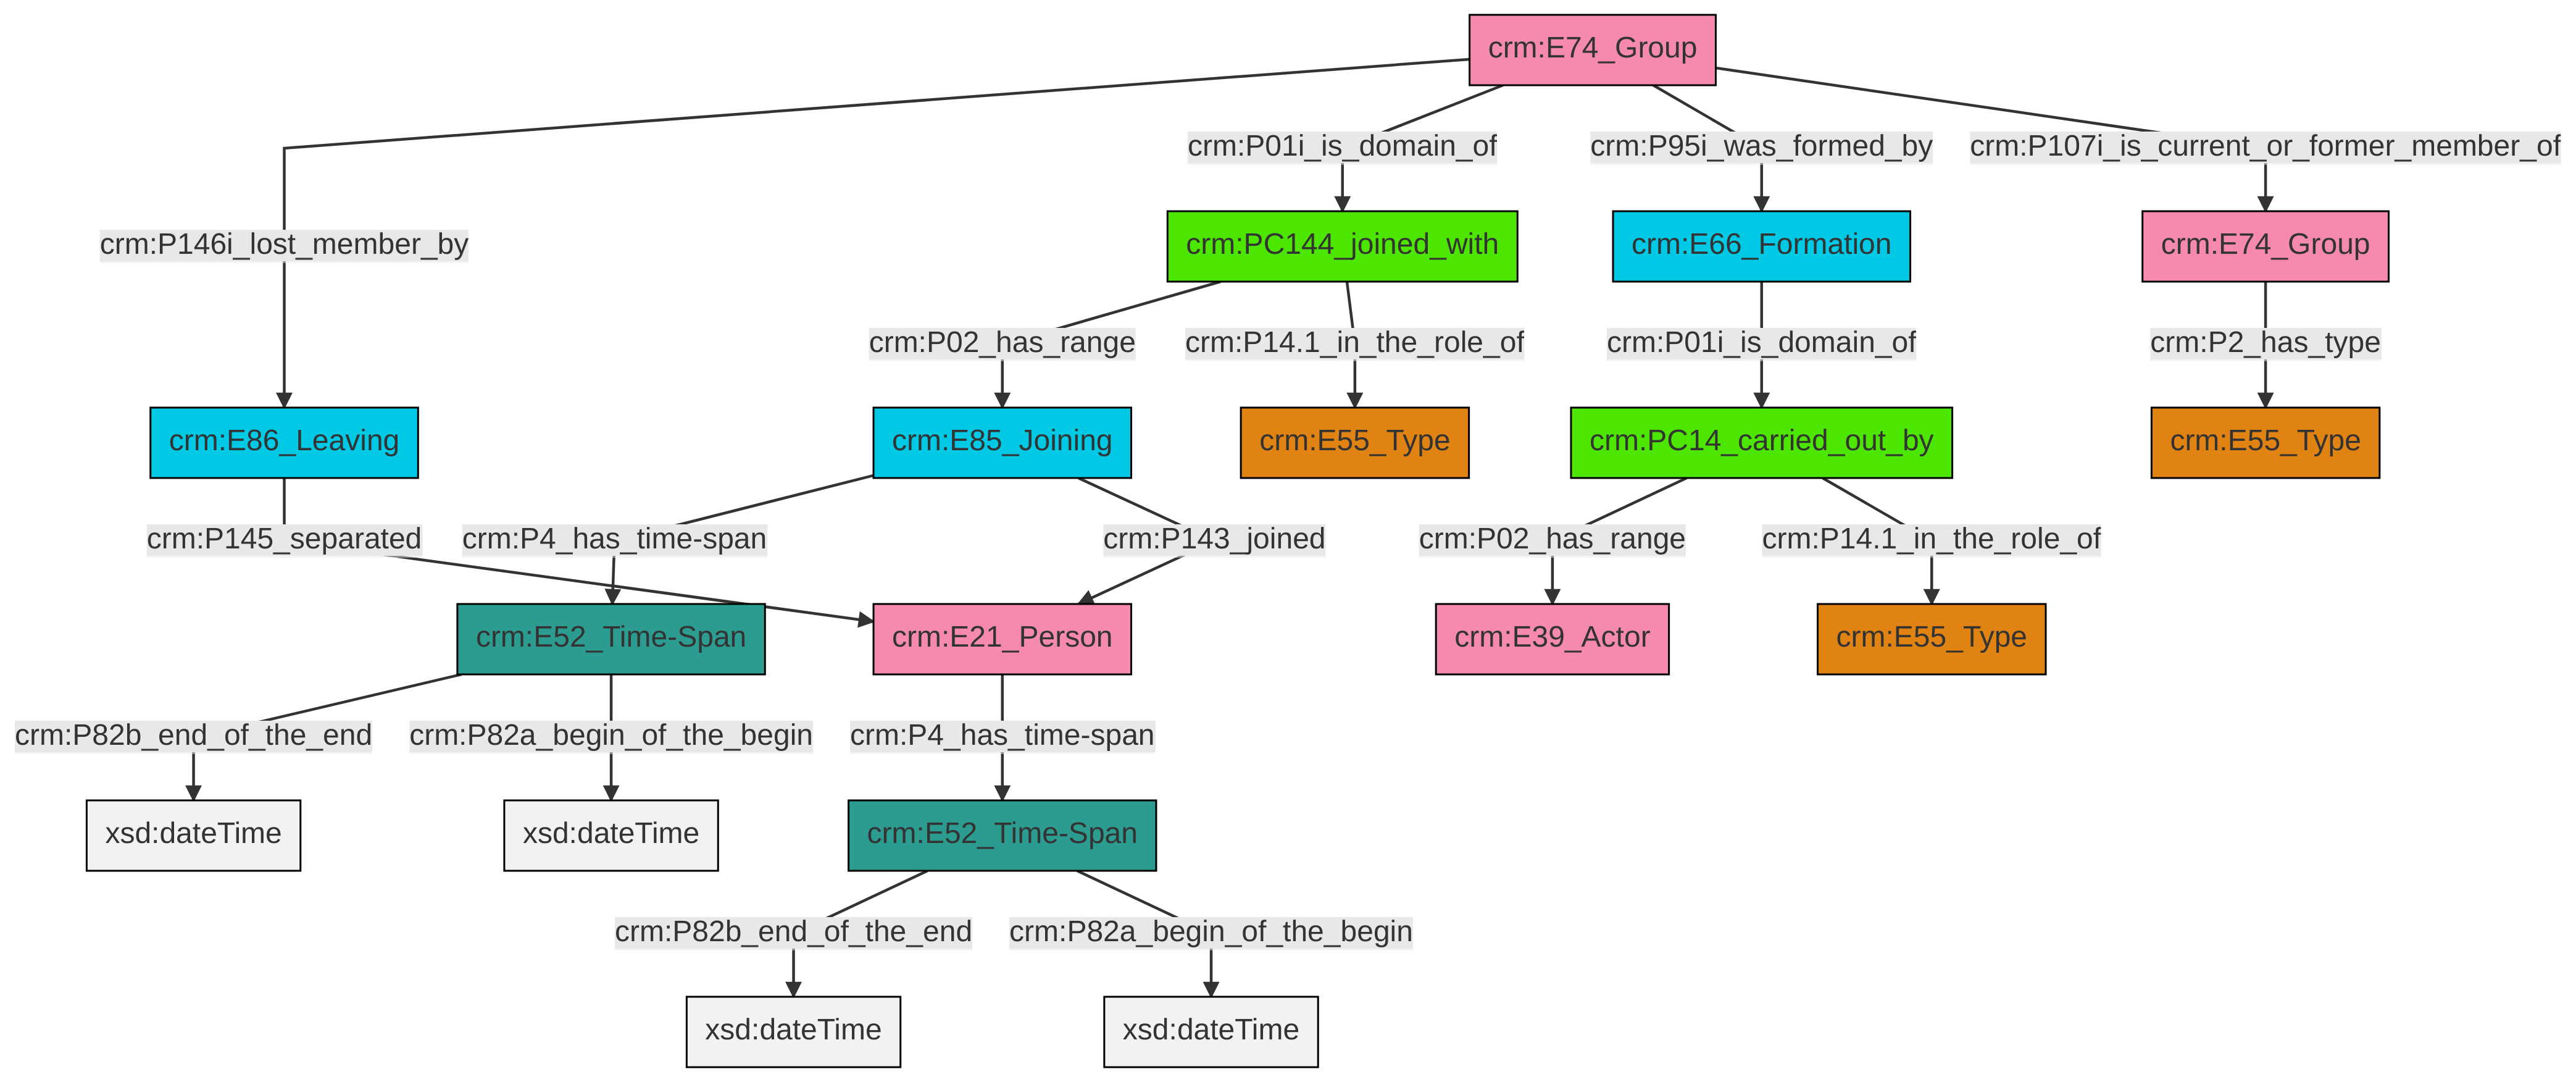 crm:E74_Group
crm:P01i_is_domain_of
crm:P95i_was_formed_by
crm:P107i_is_current_or_former_member_of
crm:P146i_lost_member_by
crm:PC144_joined_with
crm:E66_Formation
crm:E74_Group
crm:P02_has_range
crm:P14.1_in_the_role_of
crm:P01i_is_domain_of
crm:P2_has_type
crm:E86_Leaving
crm:E85_Joining
crm:E55_Type
crm:PC14_carried_out_by
crm:E55_Type
crm:P145_separated
crm:P4_has_time-span
crm:P143_joined
crm:P02_has_range
crm:P14.1_in_the_role_of
crm:E52_Time-Span
crm:E21_Person
crm:E39_Actor
crm:E55_Type
crm:P82b_end_of_the_end
crm:P82a_begin_of_the_begin
crm:P4_has_time-span
xsd:dateTime
xsd:dateTime
crm:E52_Time-Span
crm:P82b_end_of_the_end
crm:P82a_begin_of_the_begin
xsd:dateTime
xsd:dateTime